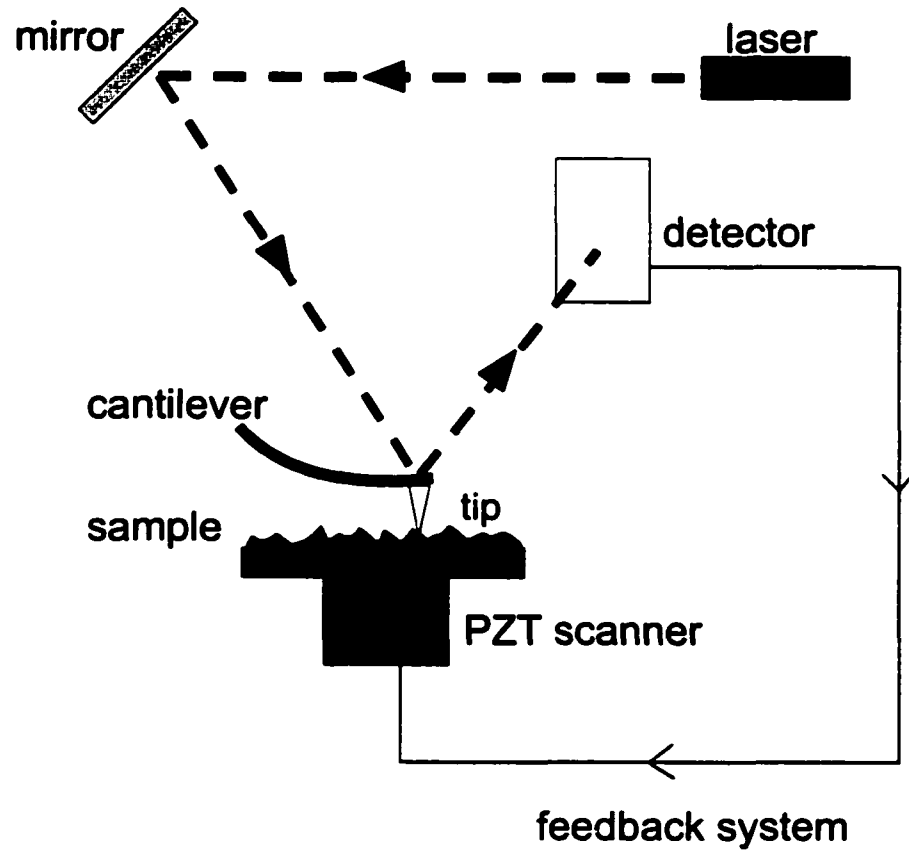 mirror
laser
detector
cantilever
tip
sample
PZT scanner
feedback system